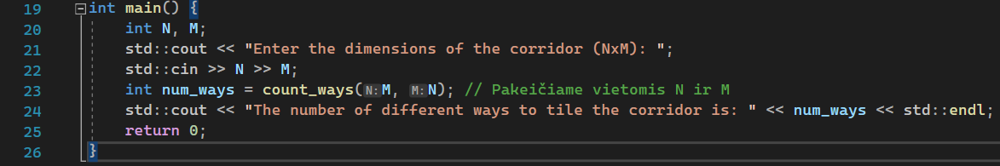 19 int main() {
20 int N, M;
21 std::cout << "Enter the dimensions of the corridor (NxM): ";
22 std::cin >> N >> M;
23 int num_ways = count_ways(N:M, M:N); // Pakeičiame vietomis N ir M
24 std::cout << "The number of different ways to tile the corridor is: " << num_ways << std::endl;
25 return 0;
26 }